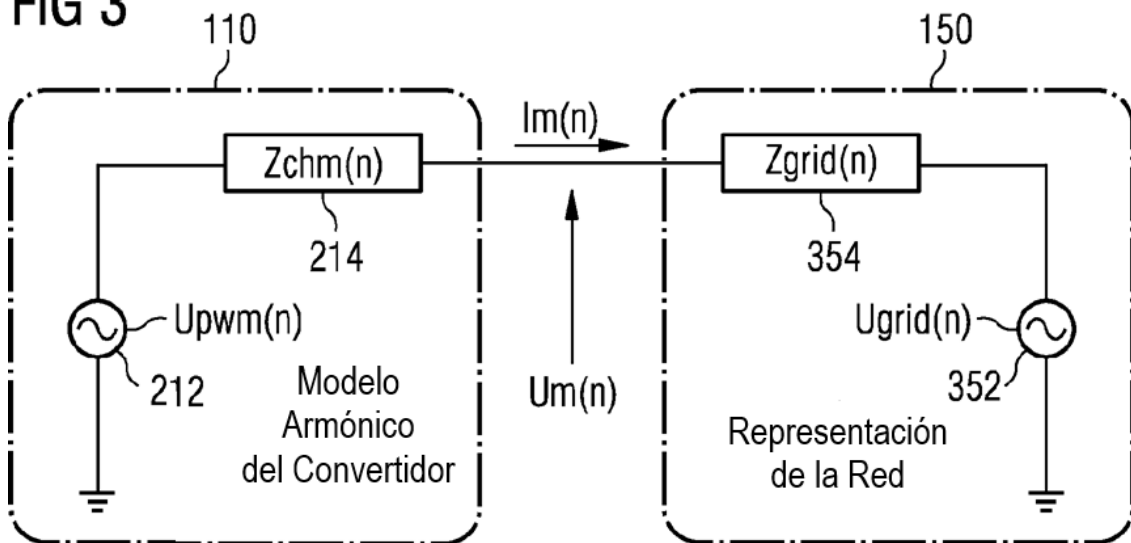 FIG 3
110
150
Im(n)
Zchm(n)
Zgrid(n)
214
354
Upwm(n)
Ugrid(n)
212
352
Um(n)
Modelo
Armónico
del Convertidor
Representación
de la Red